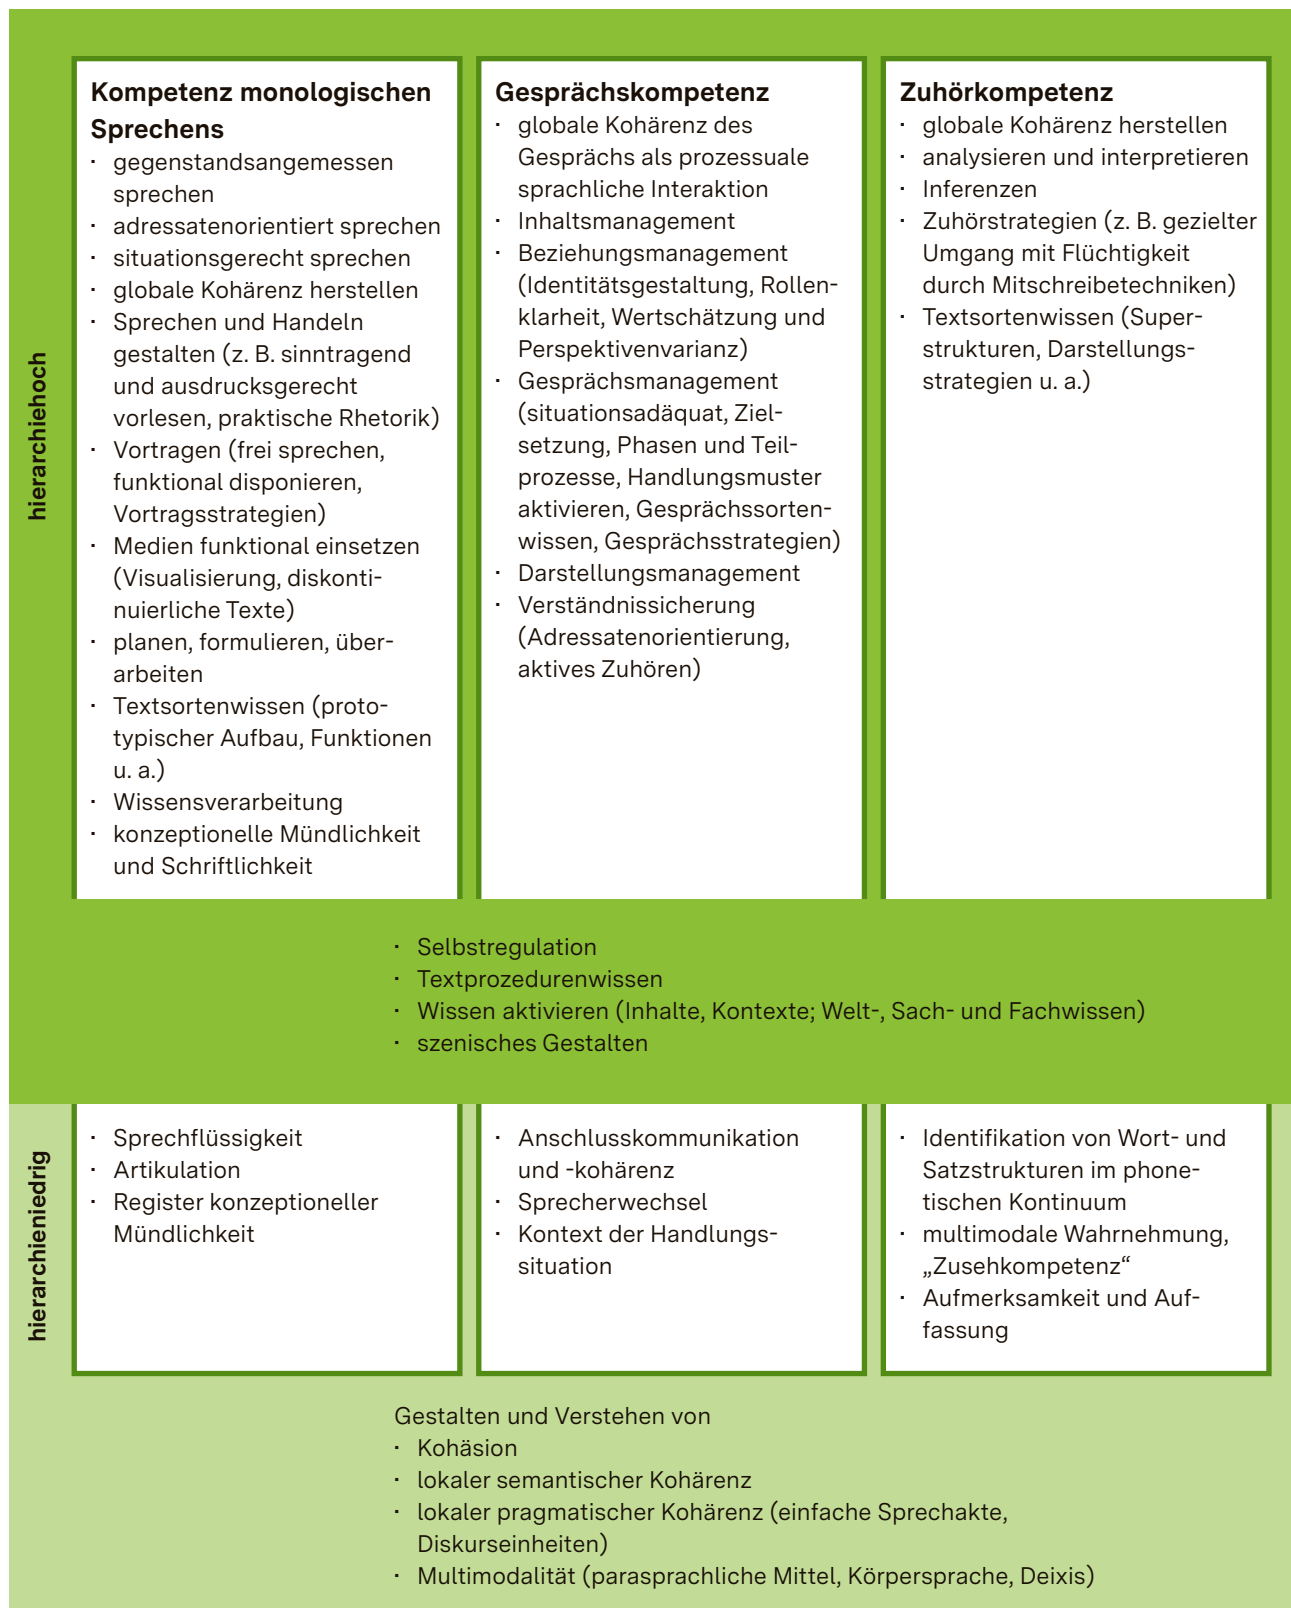 hierarchiehoch
Kompetenz monologischen
Sprechens
· gegenstandsangemessen
sprechen
· adressatenorientiert sprechen
· situationsgerecht sprechen
· globale Kohärenz herstellen
· Sprechen und Handeln
gestalten (z. B. sinntragend
und ausdrucksgerecht
vorlesen, praktische Rhetorik)
· Vortragen (frei sprechen,
funktional disponieren,
Vortragsstrategien)
· Medien funktional einsetzen
(Visualisierung, diskonti-
nuierliche Texte)
· planen, formulieren, über-
arbeiten
· Textsortenwissen (proto-
typischer Aufbau, Funktionen
u. a.)
· Wissensverarbeitung
· konzeptionelle Mündlichkeit
und Schriftlichkeit
Gesprächskompetenz
· globale Kohärenz des
Gesprächs als prozessuale
sprachliche Interaktion
· Inhaltsmanagement
· Beziehungsmanagement
(Identitätsgestaltung, Rollen-
klarheit, Wertschätzung und
Perspektivenvarianz)
· Gesprächsmanagement
(situationsadäquat, Ziel-
setzung, Phasen und Teil-
prozesse, Handlungsmuster
aktivieren, Gesprächssorten-
wissen, Gesprächsstrategien)
· Darstellungsmanagement
· Verständnissicherung
(Adressatenorientierung,
aktives Zuhören)
Zuhörkompetenz
· globale Kohärenz herstellen
· analysieren und interpretieren
· Inferenzen
· Zuhörstrategien (z. B. gezielter
Umgang mit Flüchtigkeit
durch Mitschreibetechniken)
· Textsortenwissen (Super-
strukturen, Darstellungs-
strategien u. a.)
· Selbstregulation
· Textprozedurenwissen
· Wissen aktivieren (Inhalte, Kontexte; Welt-, Sach- und Fachwissen)
· szenisches Gestalten
hierarchieniedrig
· Sprechflüssigkeit
· Artikulation
· Register konzeptioneller
Mündlichkeit
· Anschlusskommunikation
und -kohärenz
· Sprecherwechsel
· Kontext der Handlungs-
situation
· Identifikation von Wort- und
Satzstrukturen im phone-
tischen Kontinuum
· multimodale Wahrnehmung,
„Zusehkompetenz“
· Aufmerksamkeit und Auf-
fassung
Gestalten und Verstehen von
· Kohäsion
· lokaler semantischer Kohärenz
· lokaler pragmatischer Kohärenz (einfache Sprechakte,
Diskurseinheiten)
· Multimodalität (parasprachliche Mittel, Körpersprache, Deixis)